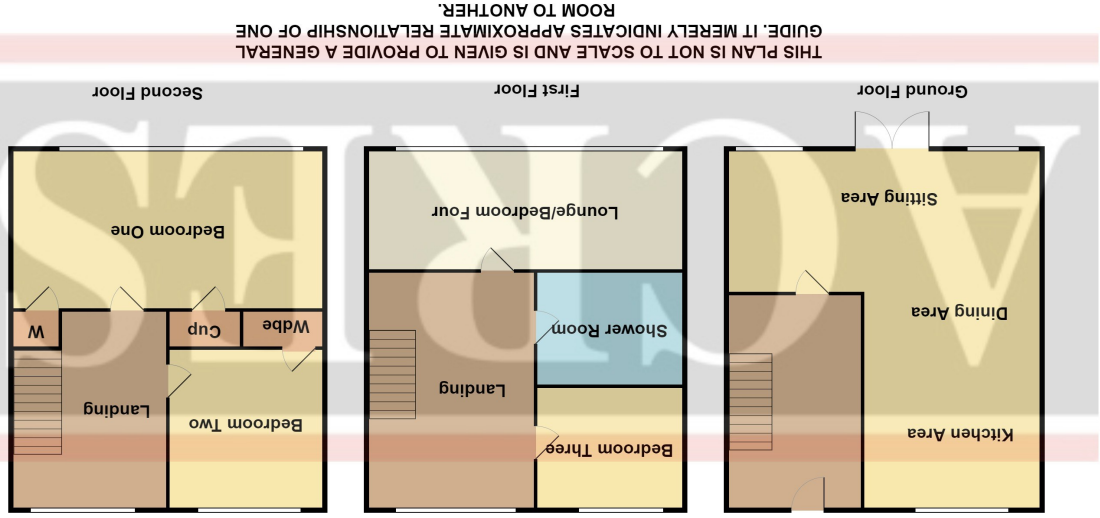 Kitchen Area
Dining Area
Sitting Area
Ground Floor
Bedroom Three
Landing
Shower Room
Lounge/Bedroom Four
First Floor
Bedroom Two
Landing
Wdbe
Cup
W
Bedroom One
Second Floor
ACRES
THIS PLAN IS NOT TO SCALE AND IS GIVEN TO PROVIDE A GENERAL
GUIDE. IT MERELY INDICATES APPROXIMATE RELATIONSHIP OF ONE
ROOM TO ANOTHER.